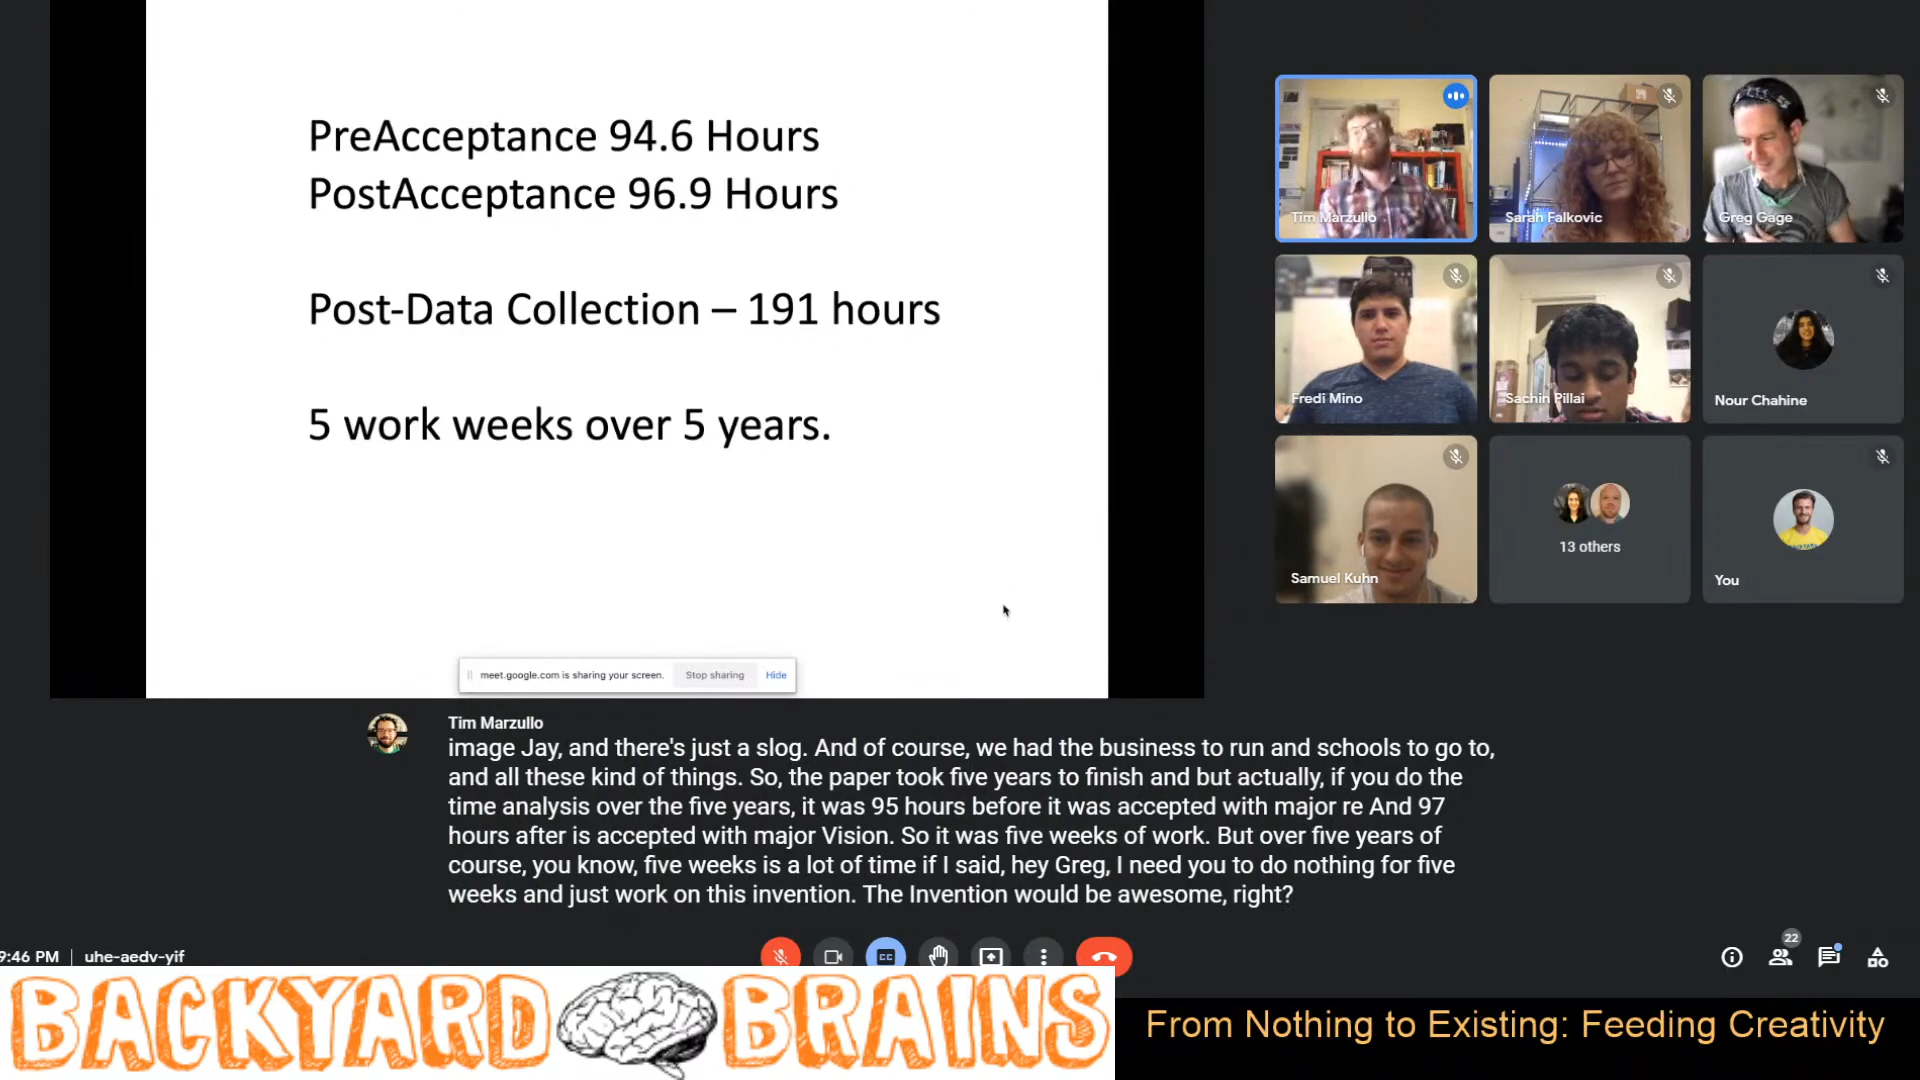 PreAcceptance 94.6 Hours
PostAcceptance 96.9 Hours
Post-Data Collection – 191 hours
5 work weeks over 5 years.
meet.google.com is sharing your screen.
Stop sharing
Hide
Tim Marzullo
Sarah Falkovic
Greg Gage
Fredi Mino
Sachin Pillai
Nour Chahine
Samuel Kuhn
13 others
You
Tim Marzullo
image Jay, and there's just a slog. And of course, we had the business to run and schools to go to,
and all these kind of things. So, the paper took five years to finish and but actually, if you do the
time analysis over the five years, it was 95 hours before it was accepted with major re And 97
hours after is accepted with major Vision. So it was five weeks of work. But over five years of
course, you know, five weeks is a lot of time if I said, hey Greg, I need you to do nothing for five
weeks and just work on this invention. The Invention would be awesome, right?
9:46 PM | uhe-aedv-yif
CC
22
BACKYARD BRAINS
From Nothing to Existing: Feeding Creativity